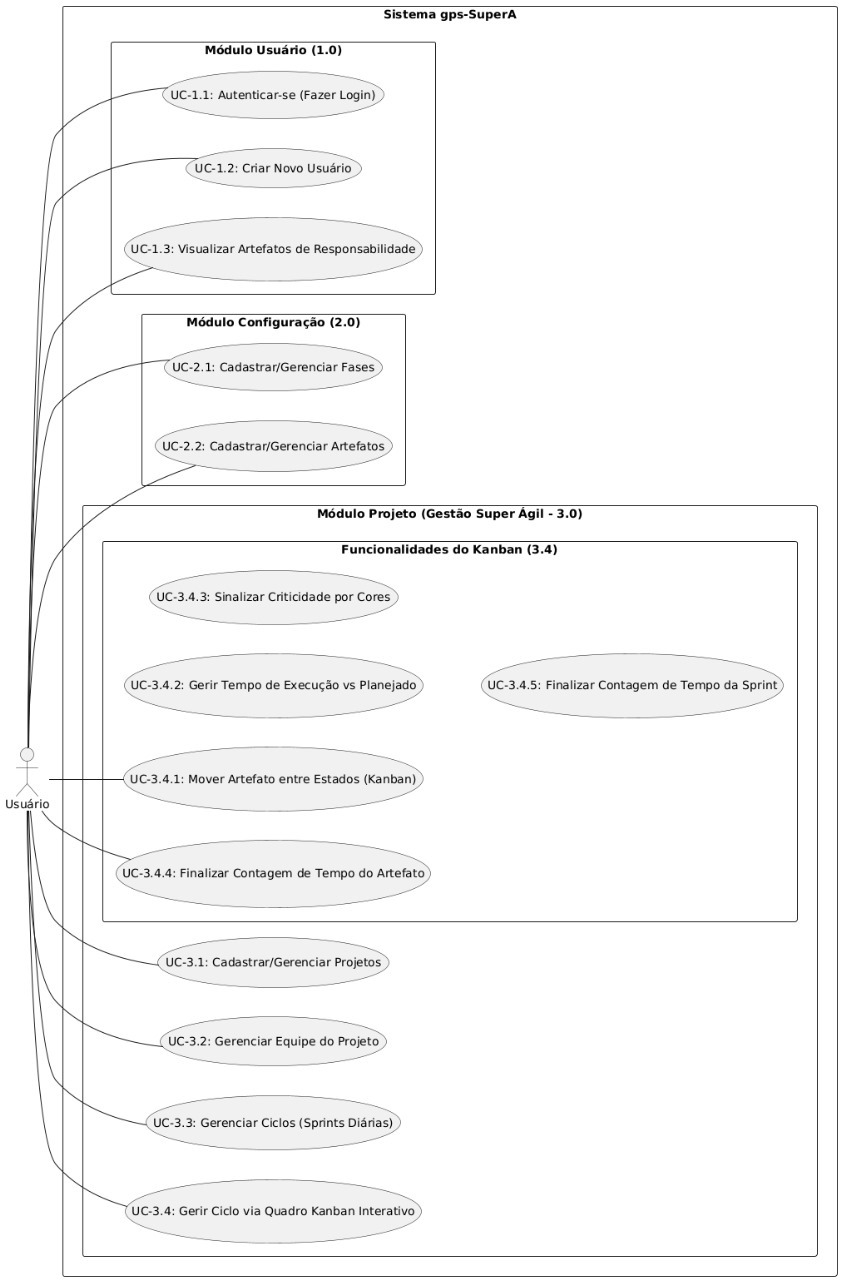 Sistema gps-SuperA
Módulo Usuário (1.0)
UC-1.1: Autenticar-se (Fazer Login)
UC-1.2: Criar Novo Usuário
UC-1.3: Visualizar Artefatos de Responsabilidade
Módulo Configuração (2.0)
UC-2.1: Cadastrar/Gerenciar Fases
UC-2.2: Cadastrar/Gerenciar Artefatos
Módulo Projeto (Gestão Super Ágil - 3.0)
Funcionalidades do Kanban (3.4)
UC-3.4.3: Sinalizar Criticidade por Cores
UC-3.4.2: Gerir Tempo de Execução vs Planejado
UC-3.4.5: Finalizar Contagem de Tempo da Sprint
UC-3.4.1: Mover Artefato entre Estados (Kanban)
Usuário
UC-3.4.4: Finalizar Contagem de Tempo do Artefato
UC-3.1: Cadastrar/Gerenciar Projetos
UC-3.2: Gerenciar Equipe do Projeto
UC-3.3: Gerenciar Ciclos (Sprints Diárias)
UC-3.4: Gerir Ciclo via Quadro Kanban Interativo